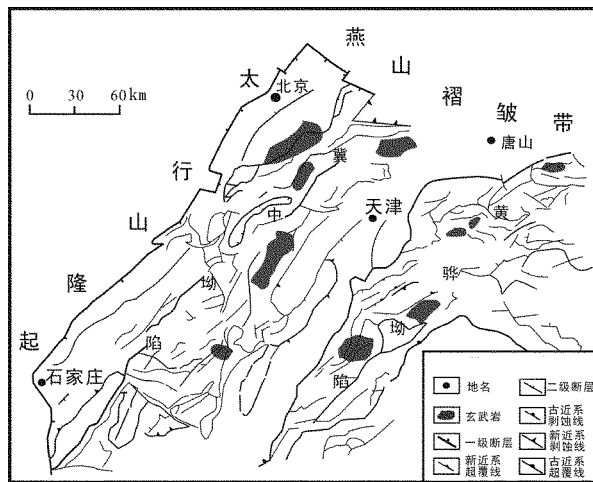 燕山褶皱带
太行山隆起
0 30 60km
北京
唐山
天津
石家庄
冀中坳陷
黄骅坳陷
地名
玄武岩
一级断层
新近系
超覆线
二级断层
古近系
剥蚀线
新近系
剥蚀线
古近系
超覆线